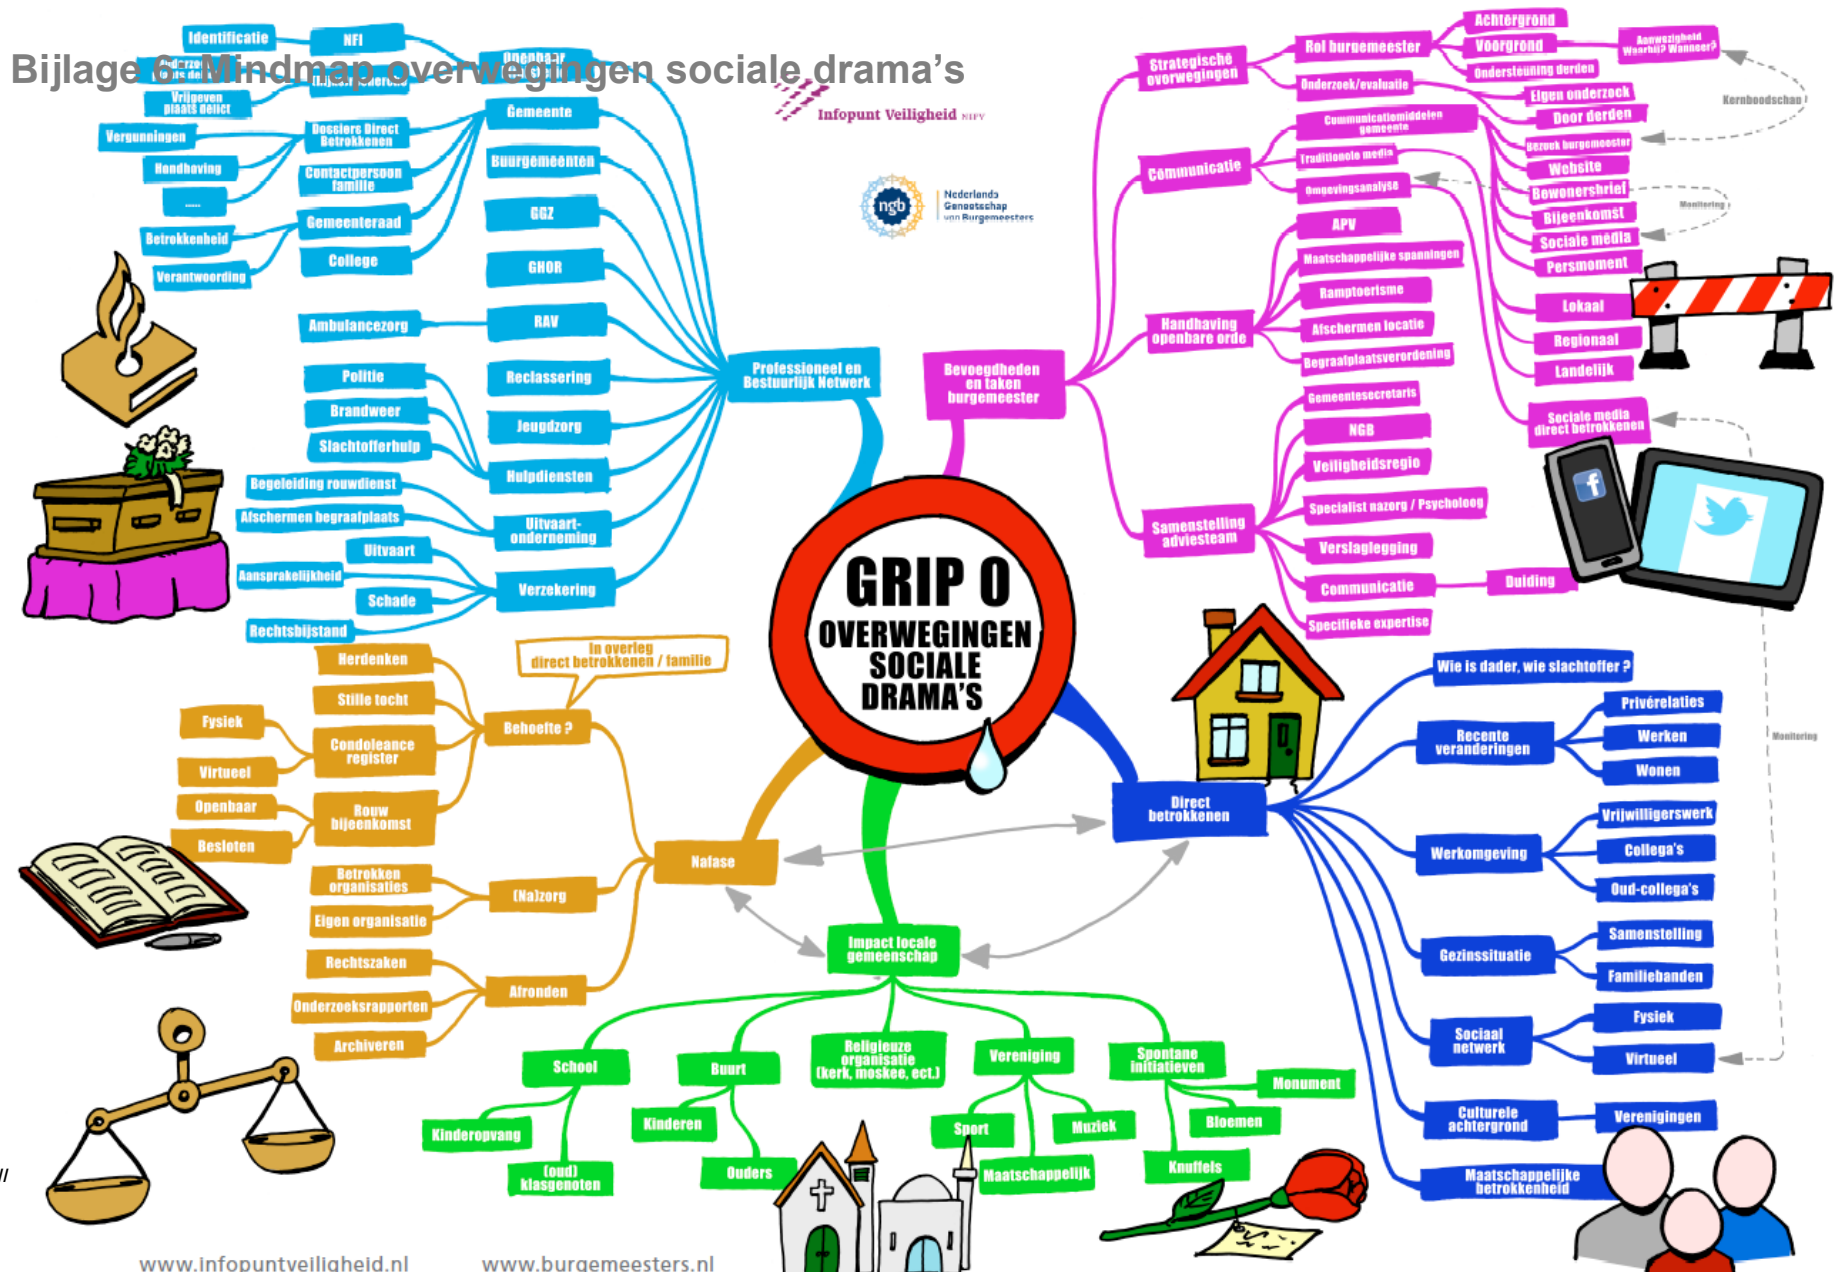 Bijlage 6: Mindmap overwegingen sociale drama's
Infopunt Veiligheid NIFV
ngb
Nederlands
Genootschap
van Burgemeesters
GRIP 0
OVERWEGINGEN
SOCIALE
DRAMA'S
Professioneel en
Bestuurlijk Netwerk
Openbaar
NFI
Identificatie
Vrijgeven
plaats delict
Gemeente
Dossiers Direct
Betrokkenen
Vergunningen
Handhaving
.....
Contactpersoon
familie
Gemeenteraad
Betrokkenheid
Verantwoording
College
Buurgemeenten
GGZ
GHOR
RAV
Ambulancezorg
Reclassering
Jeugdzorg
Hulpdiensten
Politie
Brandweer
Slachtofferhulp
Uitvaart-
onderneming
Begeleiding rouwdienst
Afschermen begraafplaats
Verzekering
Uitvaart
Aansprakelijkheid
Schade
Rechtsbijstand
Bevoegdheden
en taken
burgemeester
Strategische
overwegingen
Rol burgemeester
Achtergrond
Voorgrond
Aanwezigheid
Waarbij? Wanneer?
Ondersteuning derden
Onderzoek/evaluatie
Eigen onderzoek
Door derden
Kernboodschap
Communicatie
Communicatiemiddelen
gemeente
Bezoek burgemeester
Website
Bewonersbrief
Bijeenkomst
Sociale media
Persmoment
Monitoring
Traditionele media
Lokaal
Regionaal
Landelijk
Omgevingsanalyse
Sociale media
direct betrokkenen
Handhaving
openbare orde
APV
Maatschappelijke spanningen
Ramptoerisme
Afschermen locatie
Begraafplaatsverordening
Samenstelling
adviesteam
Gemeentesecretaris
NGB
Veiligheidsregio
Specialist nazorg / Psycholoog
Verslaglegging
Communicatie
Duiding
Specifieke expertise
f
Direct
betrokkenen
Wie is dader, wie slachtoffer ?
Recente
veranderingen
Privérelaties
Werken
Wonen
Monitoring
Werkomgeving
Vrijwilligerswerk
Collega's
Oud-collega's
Gezinssituatie
Samenstelling
Familiebanden
Sociaal
netwerk
Fysiek
Virtueel
Culturele
achtergrond
Verenigingen
Maatschappelijke
betrokkenheid
Nafase
In overleg
direct betrokkenen / familie
Behoefte ?
Herdenken
Stille tocht
Condoleance
register
Fysiek
Virtueel
Rouw
bijeenkomst
Openbaar
Besloten
(Na)zorg
Betrokken
organisaties
Eigen organisatie
Afronden
Rechtszaken
Onderzoeksrapporten
Archiveren
Impact locale
gemeenschap
School
Kinderopvang
(oud)
klasgenoten
Buurt
Kinderen
Ouders
Religieuze
organisatie
(kerk, moskee, ect.)
Vereniging
Sport
Muziek
Maatschappelijk
Spontane
initiatieven
Monument
Bloemen
Knuffels
//
www.infopuntveiligheid.nl
www.burgemeesters.nl